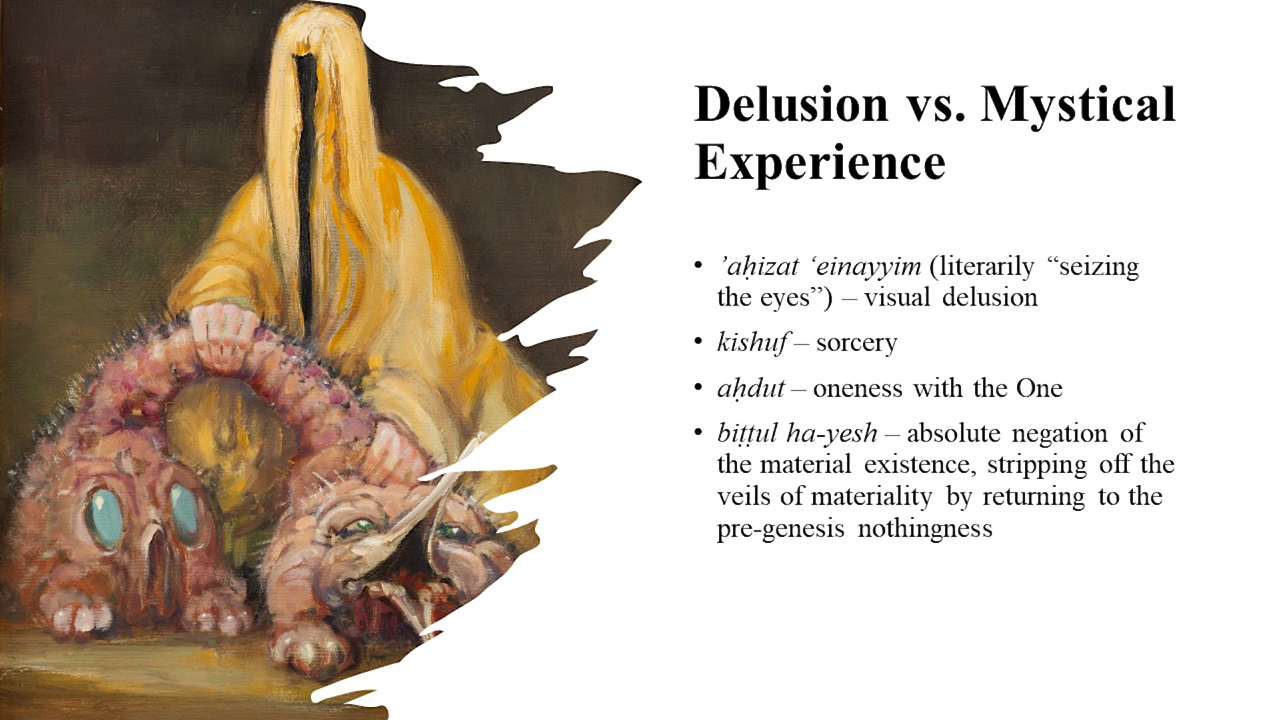 Delusion vs. Mystical
Experience
• ’aḥizat ‘einayyim (literarily “seizing
the eyes”) – visual delusion
• kishuf – sorcery
• aḥdut – oneness with the One
• biṭṭul ha-yesh – absolute negation of
the material existence, stripping off the
veils of materiality by returning to the
pre-genesis nothingness